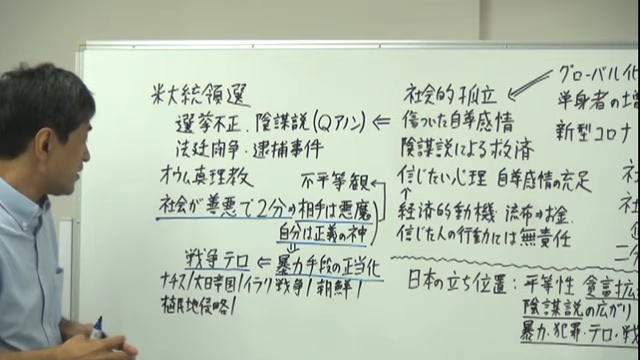 米大統領選
選挙不正、陰謀説(Qアノン) ⇐
法廷闘争・逮捕事件
オウム真理教
不平等観
社会が善悪で2分⇒相手は悪魔
自分は正義の神
⇓
戦争テロ ⇐ 暴力手段の正当化
ナチス/大日帝国/イラク戦争/朝鮮/
植民地侵略/
社会的孤立
傷ついた自尊感情
陰謀説による救済
信じたい心理 自尊感情の充足
↑
経済的動機 流布⇒お金
信じた人の行動には無責任
グローバル化
単身者の増
新型コロナ
社
社
日本の立ち位置:平等性 貧富拡
陰謀説の広がり
暴力・犯罪・テロ・戦